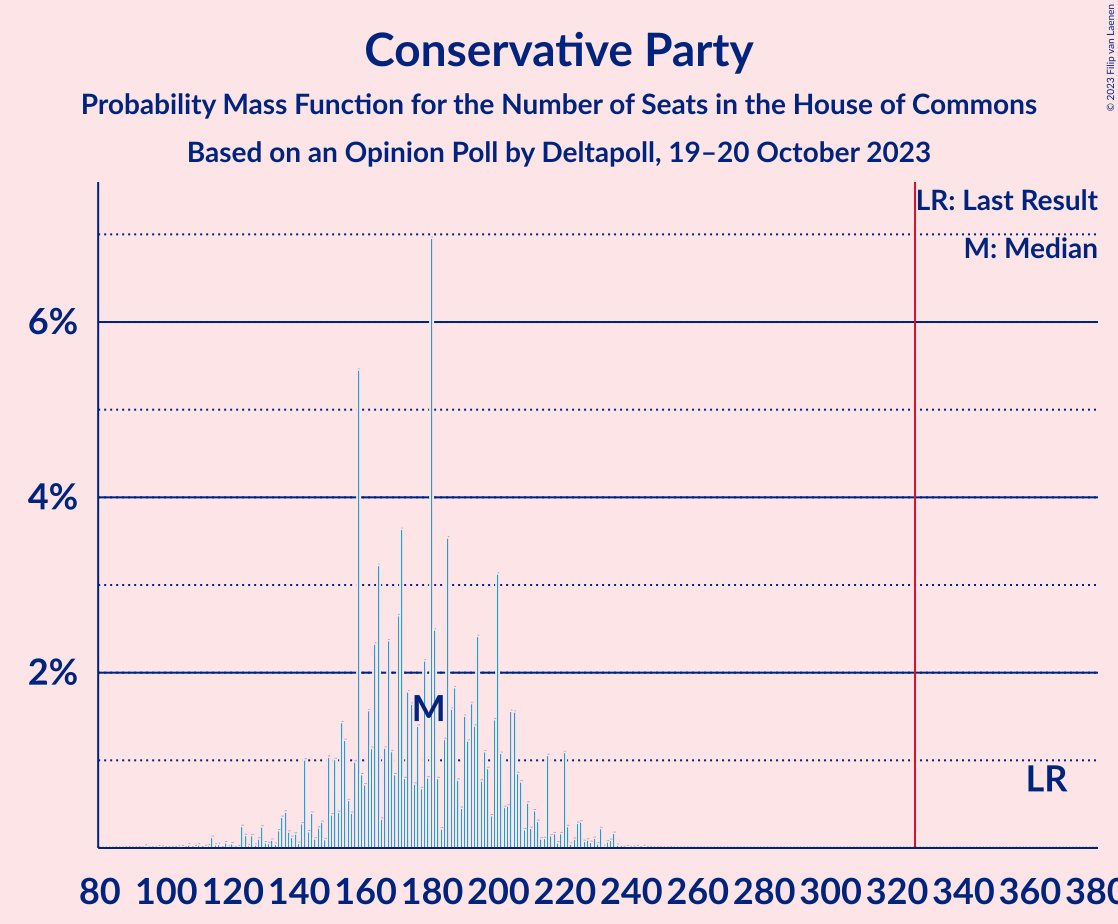 Conservative Party
Probability Mass Function for the Number of Seats in the House of Commons
Based on an Opinion Poll by Deltapoll, 19–20 October 2023
© 2023 Filip van Laenen
LR: Last Result
M: Median
6%
4%
2%
M
LR
80 100 120 140 160 180 200 220 240 260 280 300 320 340 360 380